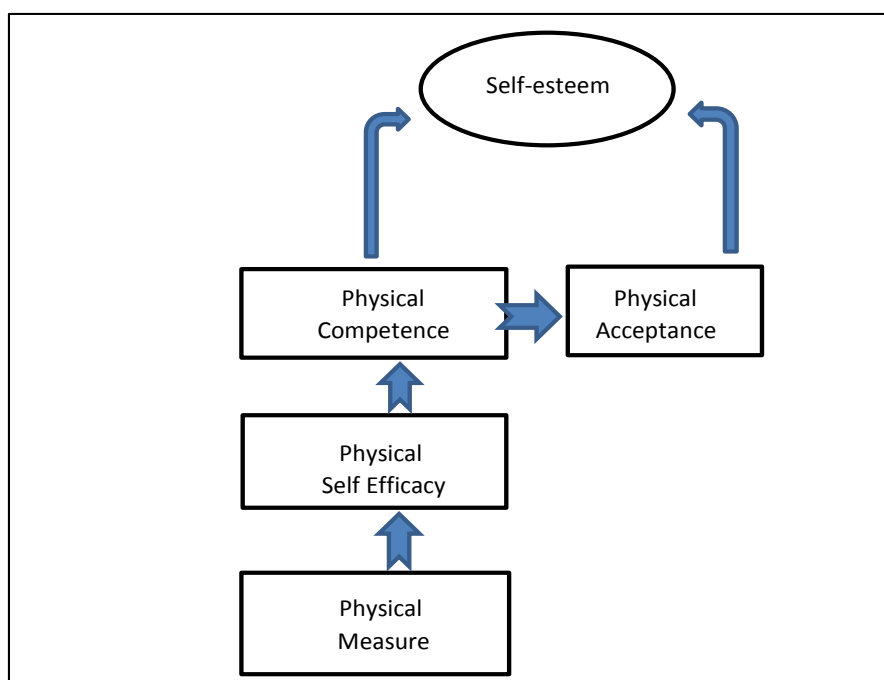 Self-esteem
Physical
Competence
Physical
Acceptance
Physical
Self Efficacy
Physical
Measure